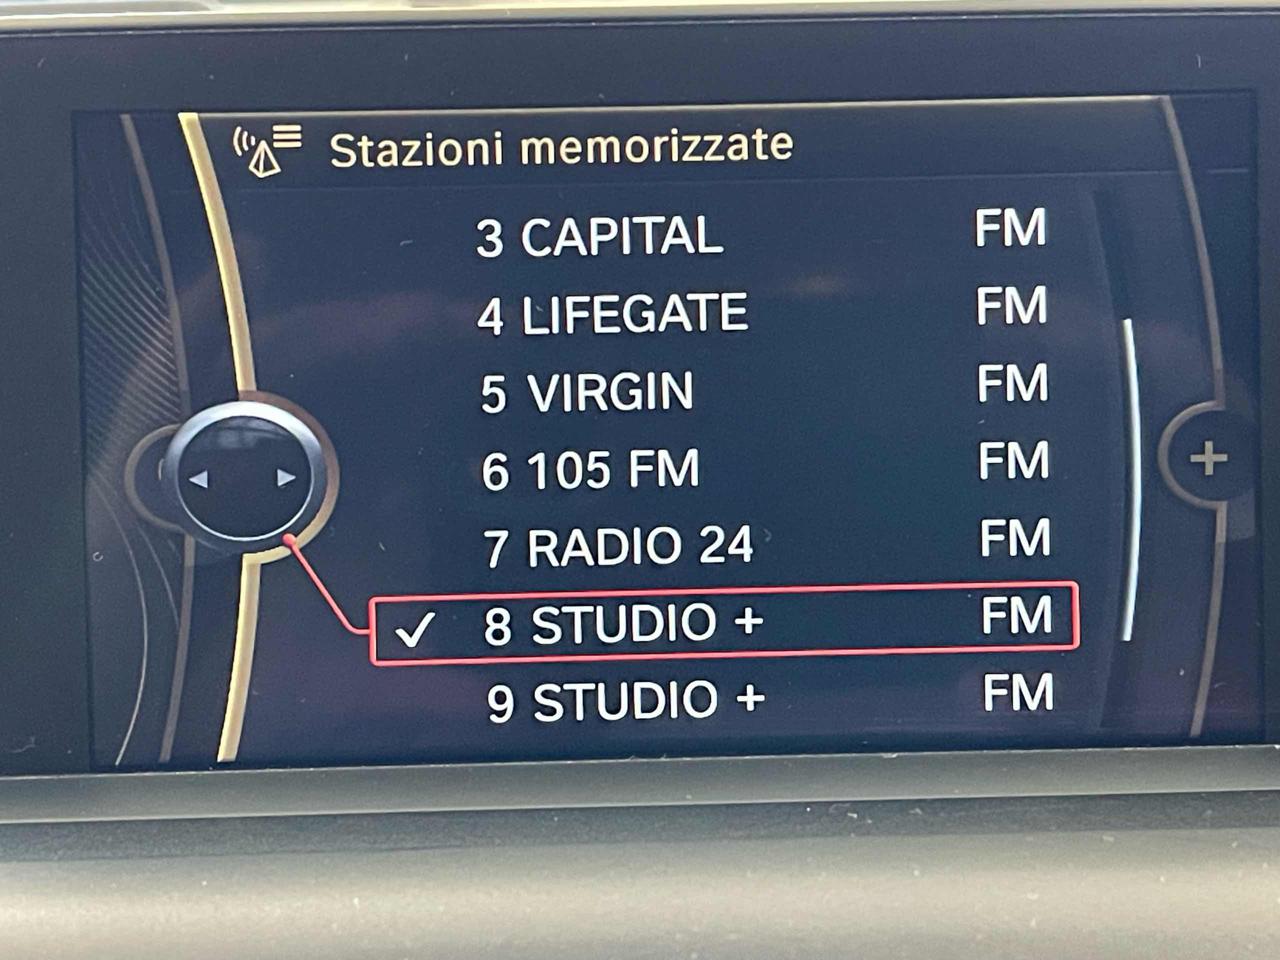 Stazioni memorizzate
3 CAPITAL FM
4 LIFEGATE FM
5 VIRGIN FM
6 105 FM FM
7 RADIO 24 FM
✓ 8 STUDIO + FM
9 STUDIO + FM
+